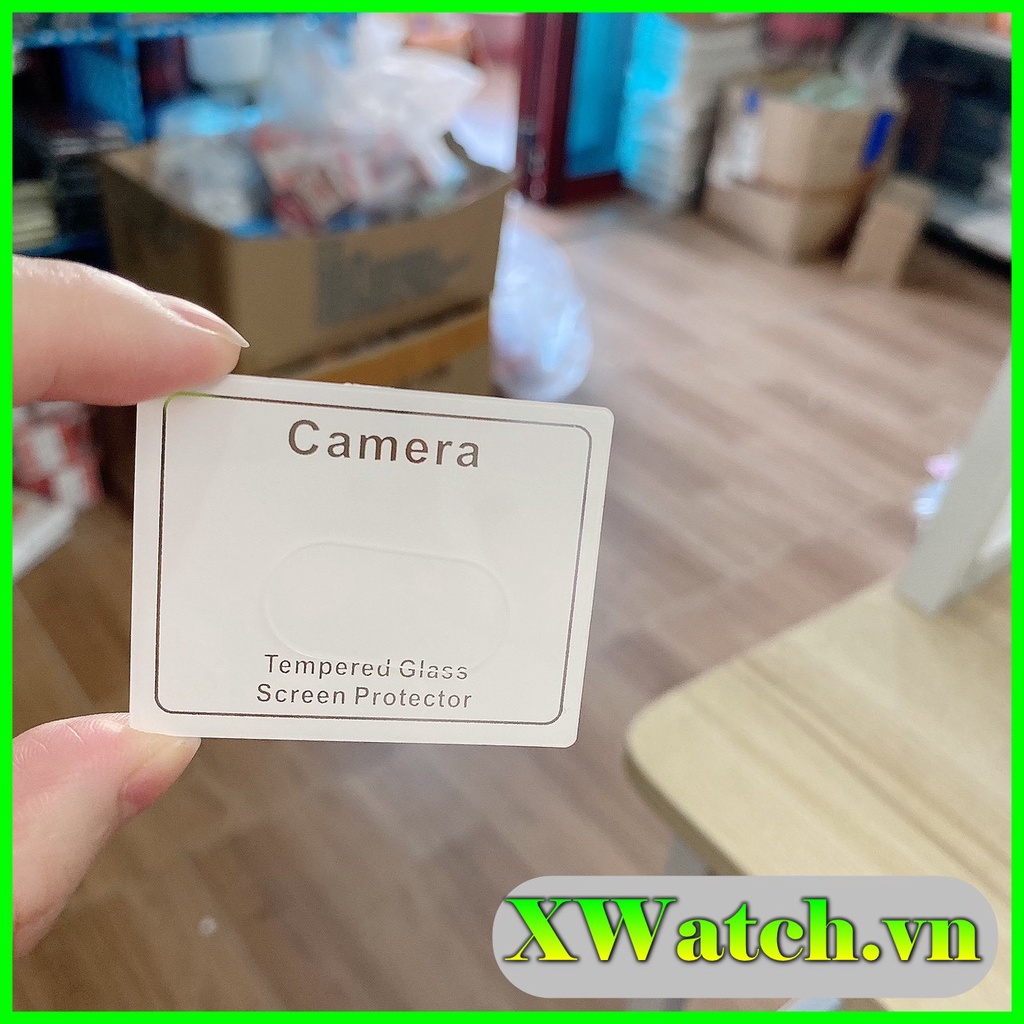 Camera
Tempered Glass
Screen Protector
XWatch.vn